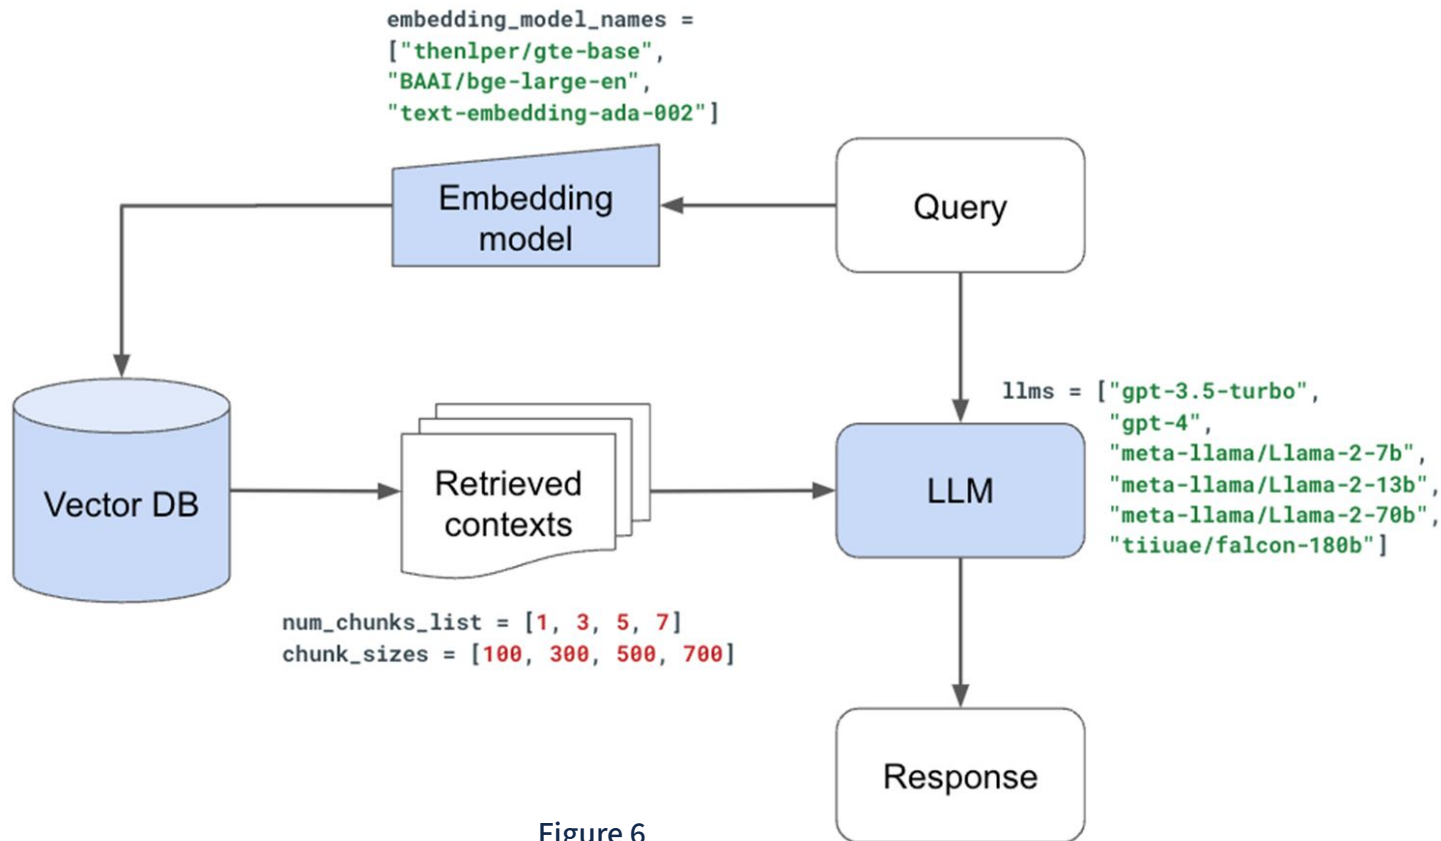 embedding_model_names =
["thenlper/gte-base",
"BAAI/bge-large-en",
"text-embedding-ada-002"]
Embedding
model
Query
Vector DB
Retrieved
contexts
llms = ["gpt-3.5-turbo",
"gpt-4",
"meta-llama/Llama-2-7b",
"meta-llama/Llama-2-13b",
"meta-llama/Llama-2-70b",
"tiiuae/falcon-180b"]
LLM
num_chunks_list = [1, 3, 5, 7]
chunk_sizes = [100, 300, 500, 700]
Response
Figure 6